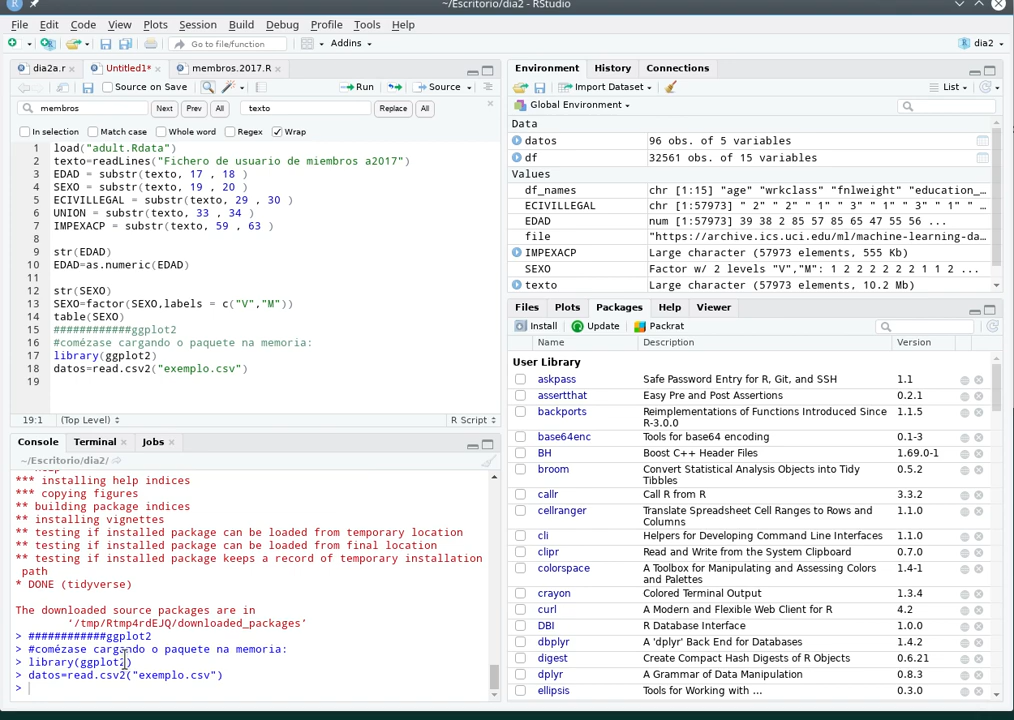 ~/Escritorio/dia2 - RStudio
File Edit Code View Plots Session Build Debug Profile Tools Help
Go to file/function Addins dia2
dia2a.r Untitled1* membros.2017.R
Source on Save Run Source
membros Next Prev All texto Replace All
In selection Match case Whole word Regex Wrap
1 load("adult.Rdata")
2 texto=readLines("Fichero de usuario de miembros a2017")
3 EDAD = substr(texto, 17 , 18 )
4 SEXO = substr(texto, 19 , 20 )
5 ECIVILLEGAL = substr(texto, 29 , 30 )
6 UNION = substr(texto, 33 , 34 )
7 IMPEXACP = substr(texto, 59 , 63 )
8
9 str(EDAD)
10 EDAD=as.numeric(EDAD)
11
12 str(SEXO)
13 SEXO=factor(SEXO,labels = c("V","M"))
14 table(SEXO)
15 ############ggplot2
16 #comézase cargando o paquete na memoria:
17 library(ggplot2)
18 datos=read.csv2("exemplo.csv")
19
19:1 (Top Level) R Script
Console Terminal Jobs
~/Escritorio/dia2/
*** installing help indices
*** copying figures
** building package indices
** installing vignettes
** testing if installed package can be loaded from temporary location
** testing if installed package can be loaded from final location
** testing if installed package keeps a record of temporary installation
path
* DONE (tidyverse)
The downloaded source packages are in
‘/tmp/Rtmp4rdEJQ/downloaded_packages’
> ############ggplot2
> #comézase cargando o paquete na memoria:
> library(ggplot2)
> datos=read.csv2("exemplo.csv")
>
Environment History Connections
Import Dataset List
Global Environment
Data
datos 96 obs. of 5 variables
df 32561 obs. of 15 variables
Values
df_names chr [1:15] "age" "wrkclass" "fnlweight" "education_…
ECIVILLEGAL chr [1:57973] " 2" " 2" " 1" " 3" " 1" " 3" " 1" " …
EDAD num [1:57973] 39 38 2 85 57 85 65 47 55 56 ...
file "https://archive.ics.uci.edu/ml/machine-learning-da…
IMPEXACP Large character (57973 elements, 555 Kb)
SEXO Factor w/ 2 levels "V","M": 1 2 2 2 2 2 2 1 1 2 ...
texto Large character (57973 elements, 10.2 Mb)
Files Plots Packages Help Viewer
Install Update Packrat
Name Description Version
User Library
askpass Safe Password Entry for R, Git, and SSH 1.1
assertthat Easy Pre and Post Assertions 0.2.1
backports Reimplementations of Functions Introduced Since R-3.0.0 1.1.5
base64enc Tools for base64 encoding 0.1-3
BH Boost C++ Header Files 1.69.0-1
broom Convert Statistical Analysis Objects into Tidy Tibbles 0.5.2
callr Call R from R 3.3.2
cellranger Translate Spreadsheet Cell Ranges to Rows and Columns 1.1.0
cli Helpers for Developing Command Line Interfaces 1.1.0
clipr Read and Write from the System Clipboard 0.7.0
colorspace A Toolbox for Manipulating and Assessing Colors and Palettes 1.4-1
crayon Colored Terminal Output 1.3.4
curl A Modern and Flexible Web Client for R 4.2
DBI R Database Interface 1.0.0
dbplyr A 'dplyr' Back End for Databases 1.4.2
digest Create Compact Hash Digests of R Objects 0.6.21
dplyr A Grammar of Data Manipulation 0.8.3
ellipsis Tools for Working with ... 0.3.0